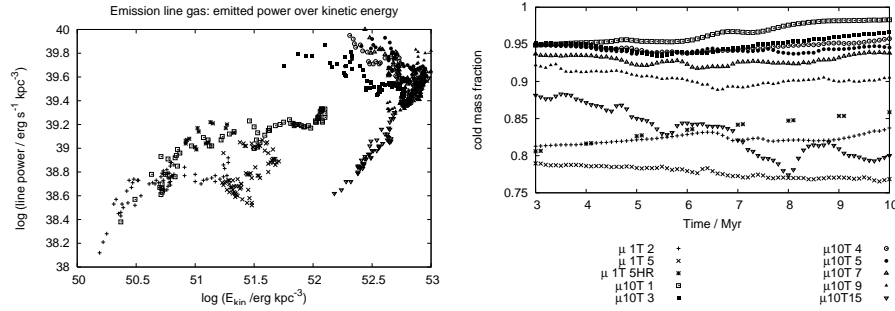 Emission line gas: emitted power over kinetic energy
log (line power / erg s⁻¹ kpc⁻³)
40
39.8
39.6
39.4
39.2
39
38.8
38.6
38.4
38.2
38
50
50.5
51
51.5
52
52.5
53
log (E_kin /erg kpc⁻³)
cold mass fraction
1
0.95
0.9
0.85
0.8
0.75
3
4
5
6
7
8
9
10
Time / Myr
μ 1T 2
μ 1T 5
μ 1T 5HR
μ10T 1
μ10T 3
μ10T 4
μ10T 5
μ10T 7
μ10T 9
μ10T15